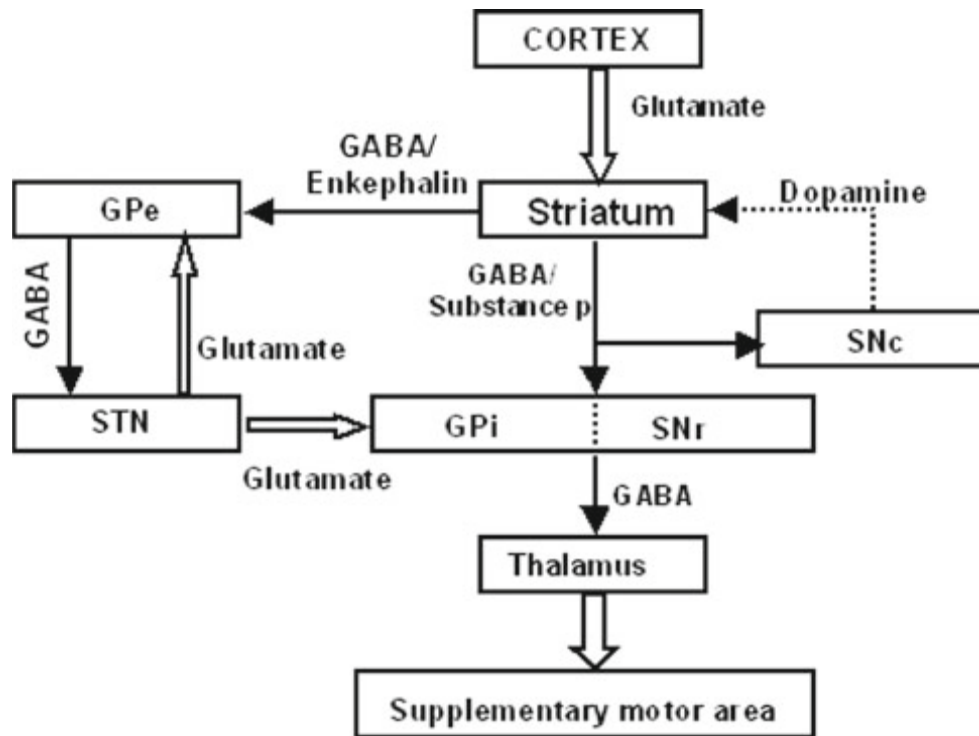 CORTEX
Glutamate
GABA/
Enkephalin
Dopamine
GPe
Striatum
GABA
GABA/
Substance p
Glutamate
SNc
STN
GPi
SNr
Glutamate
GABA
Thalamus
Supplementary motor area